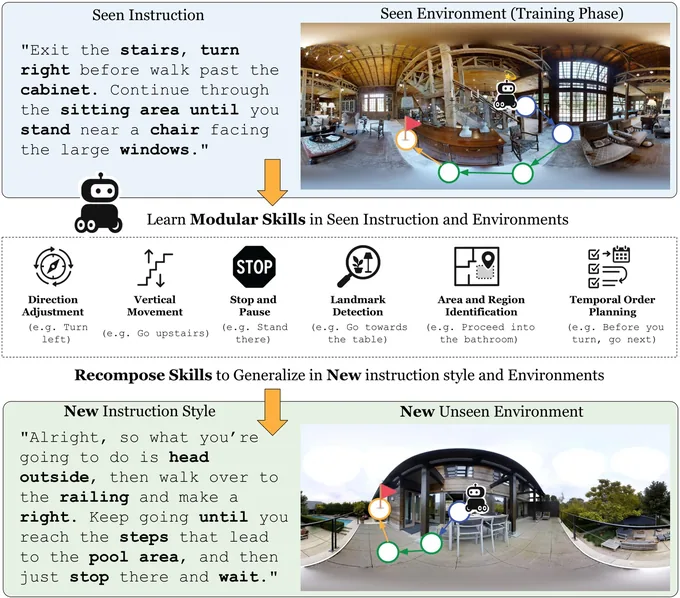 Seen Instruction
Seen Environment (Training Phase)
"Exit the stairs, turn
right before walk past the
cabinet. Continue through
the sitting area until you
stand near a chair facing
the large windows."
Learn Modular Skills in Seen Instruction and Environments
Direction
Adjustment
(e.g. Turn
left)
Vertical
Movement
(e.g. Go upstairs)
STOP
Stop and
Pause
(e.g. Stand
there)
Landmark
Detection
(e.g. Go towards
the table)
Area and Region
Identification
(e.g. Proceed into
the bathroom)
Temporal Order
Planning
(e.g. Before you
turn, go next)
Recompose Skills to Generalize in New instruction style and Environments
New Instruction Style
New Unseen Environment
"Alright, so what you're
going to do is head
outside, then walk over to
the railing and make a
right. Keep going until you
reach the steps that lead
to the pool area, and then
just stop there and wait."